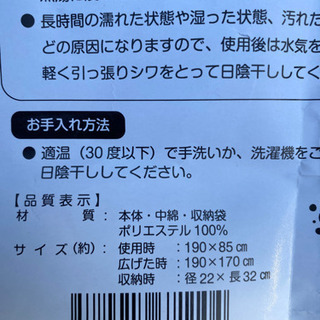 ● 長時間の濡れた状態や湿った状態、汚れた
どの原因になりますので、使用後は水気を
軽く引っ張りシワをとって日陰干ししてく
お手入れ方法
● 適温(30度以下)で手洗いか、洗濯機をご
日陰干ししてください。
【品質表示】
材 質 : 本体・中綿・収納袋
ポリエステル 100%
サイズ(約) : 使用時 : 190×85㎝
広げた時 : 190×170㎝
収納時 : 径22×長32㎝